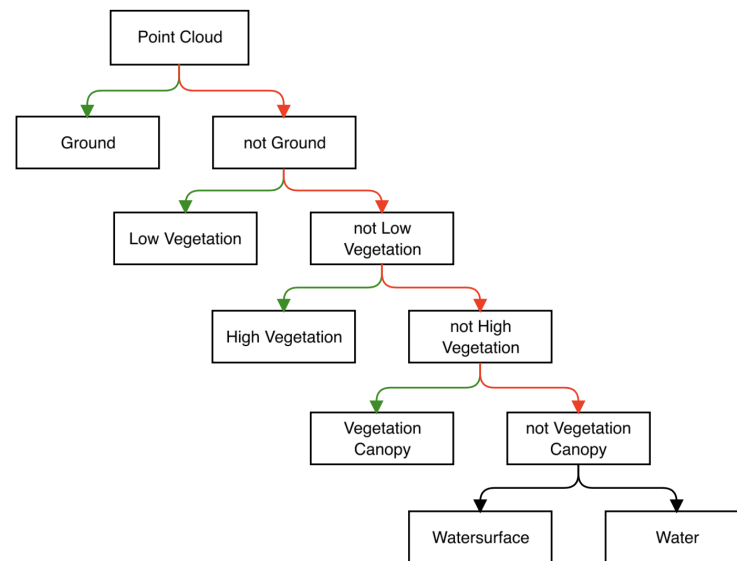 Point Cloud
Ground
not Ground
Low Vegetation
not Low
Vegetation
High Vegetation
not High
Vegetation
Vegetation
Canopy
not Vegetation
Canopy
Watersurface
Water